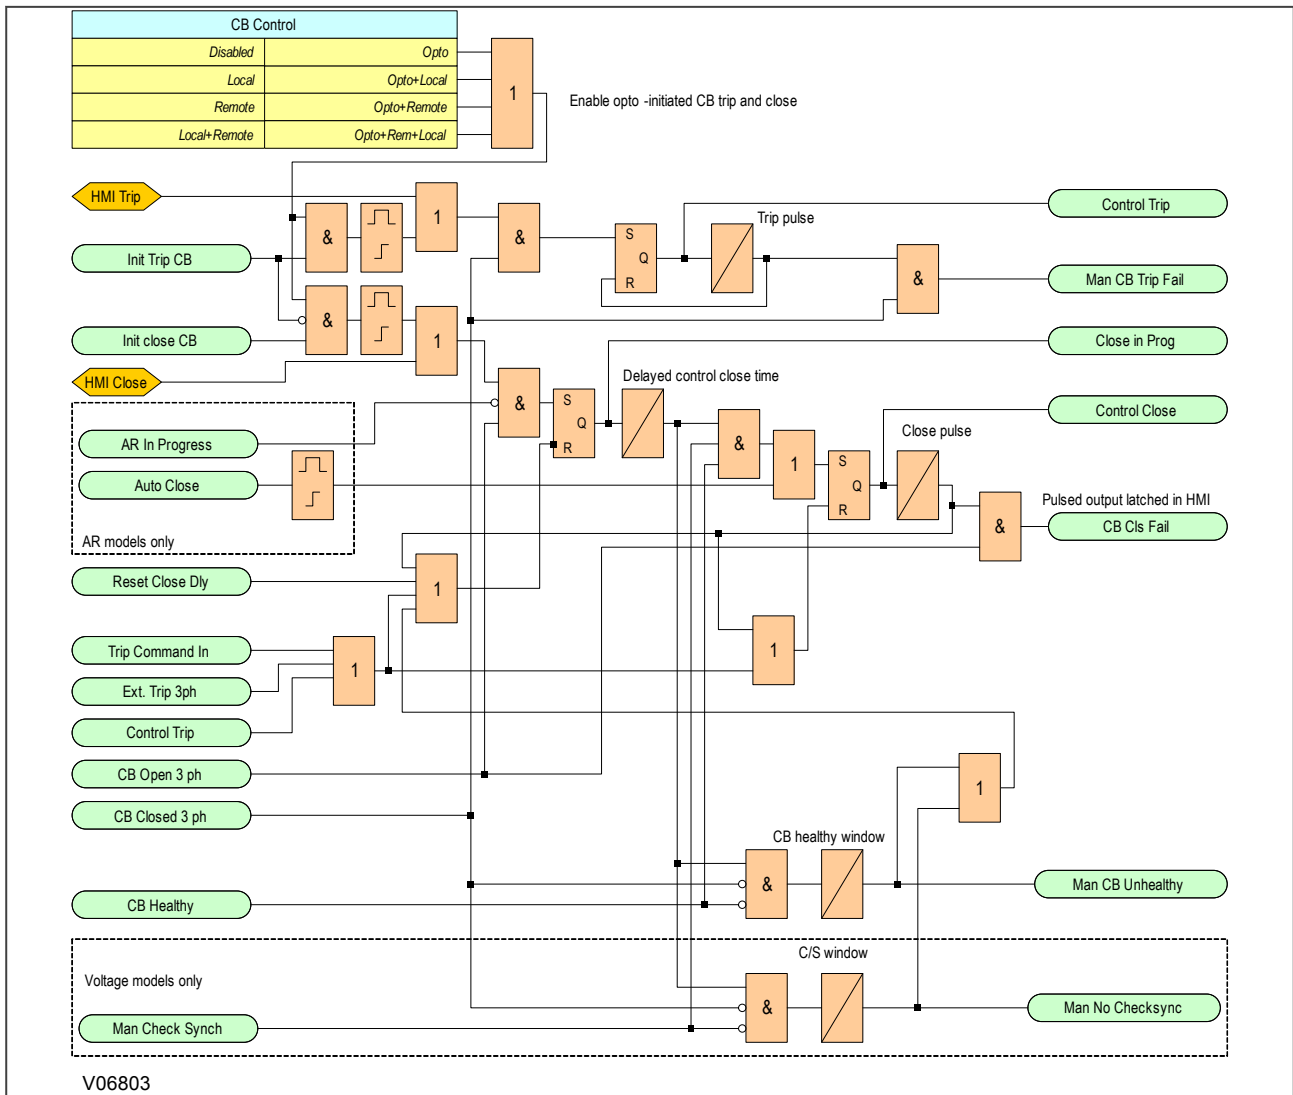 CB Control
Disabled Opto
Local Opto+Local
Remote Opto+Remote
Local+Remote Opto+Rem+Local
1
Enable opto -initiated CB trip and close
HMI Trip
1
Control Trip
Trip pulse
&
&
S
Q
R
Init Trip CB
&
Man CB Trip Fail
&
Init close CB
1
Close in Prog
HMI Close
Delayed control close time
&
S
Q
R
Control Close
AR In Progress
&
Close pulse
Auto Close
1
S
Q
R
Pulsed output latched in HMI
&
CB Cls Fail
AR models only
Reset Close Dly
1
Trip Command In
1
1
Ext. Trip 3ph
Control Trip
CB Open 3 ph
1
CB Closed 3 ph
CB healthy window
&
Man CB Unhealthy
CB Healthy
C/S window
Voltage models only
&
Man No Checksync
Man Check Synch
V06803